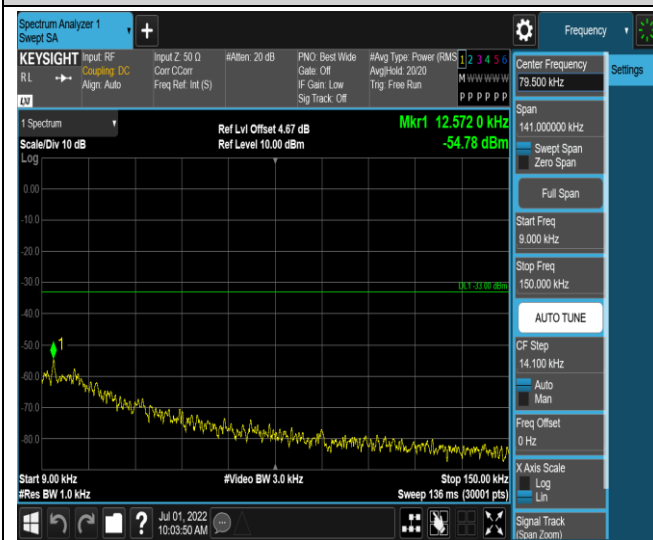 Spectrum Analyzer 1
Swept SA
+
Frequency
KEYSIGHT
RL
LXI
Input: RF
Coupling: DC
Align: Auto
Input Z: 50 Ω
Corr CCorr
Freq Ref: Int (S)
#Atten: 20 dB
PNO: Best Wide
Gate: Off
IF Gain: Low
Sig Track: Off
#Avg Type: Power (RMS
Avg|Hold: 20/20
Trig: Free Run
1 2 3 4 5 6
M W W W W W
P P P P P P
1 Spectrum
Scale/Div 10 dB
Log
Ref Lvl Offset 4.67 dB
Ref Level 10.00 dBm
Mkr1 12.572 0 kHz
-54.78 dBm
0.00
-10.0
-20.0
-30.0
DL1 -33.00 dBm
-50.0
1
-60.0
-70.0
-80.0
Start 9.00 kHz
#Res BW 1.0 kHz
#Video BW 3.0 kHz
Stop 150.00 kHz
Sweep 136 ms (30001 pts)
?
Jul 01, 2022
10:03:50 AM
Center Frequency
79.500 kHz
Settings
Span
141.000000 kHz
Swept Span
Zero Span
Full Span
Start Freq
9.000 kHz
Stop Freq
150.000 kHz
AUTO TUNE
CF Step
14.100 kHz
Auto
Man
Freq Offset
0 Hz
X Axis Scale
Log
Lin
Signal Track
(Span Zoom)